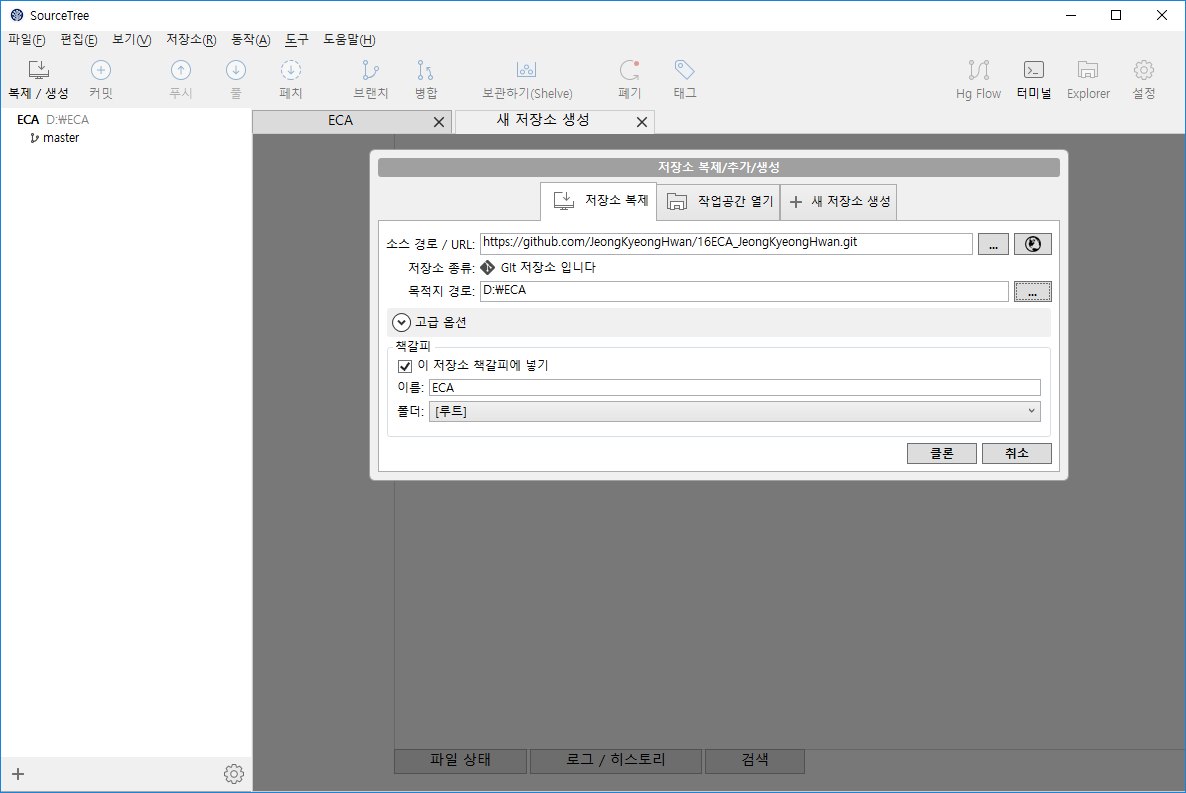 SourceTree
파일(F) 편집(E) 보기(V) 저장소(R) 동작(A) 도구 도움말(H)
복제 / 생성 커밋 푸시 풀 페치 브랜치 병합 보관하기(Shelve) 폐기 태그 Hg Flow 터미널 Explorer 설정
ECA D:\ECA
master
ECA 새 저장소 생성
저장소 복제/추가/생성
저장소 복제 작업공간 열기 새 저장소 생성
소스 경로 / URL: https://github.com/JeongKyeongHwan/16ECA_JeongKyeongHwan.git ...
저장소 종류: Git 저장소 입니다
목적지 경로: D:₩ECA ...
고급 옵션
책갈피
이 저장소 책갈피에 넣기
이름: ECA
폴더: [루트]
클론 취소
파일 상태 로그 / 히스토리 검색